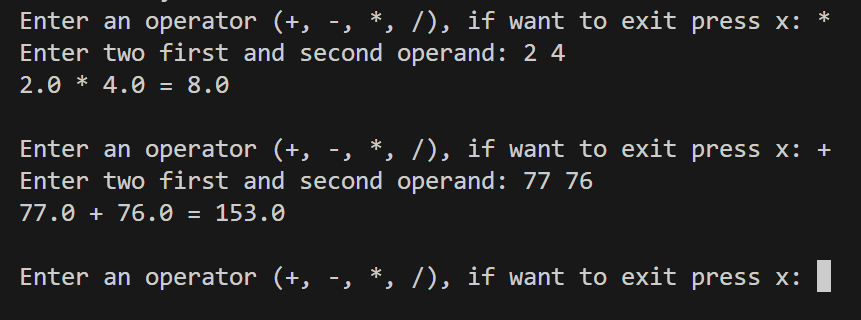 Enter an operator (+, -, *, /), if want to exit press x: *
Enter two first and second operand: 2 4
2.0 * 4.0 = 8.0
Enter an operator (+, -, *, /), if want to exit press x: +
Enter two first and second operand: 77 76
77.0 + 76.0 = 153.0
Enter an operator (+, -, *, /), if want to exit press x: